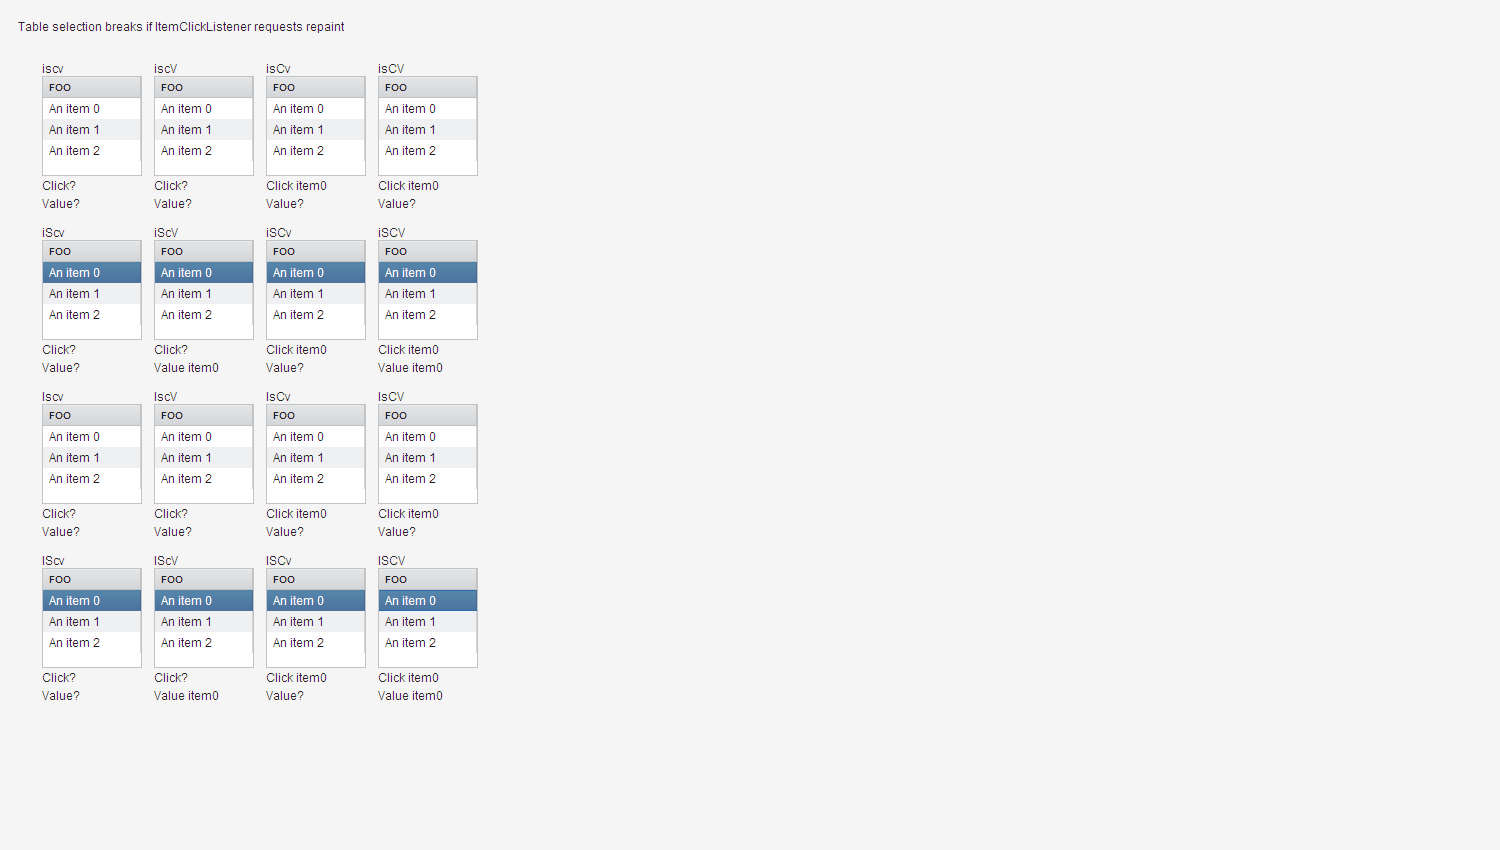 Table selection breaks if ItemClickListener requests repaint
iscv iscV isCv isCV
FOO FOO FOO FOO
An item 0 An item 0 An item 0 An item 0
An item 1 An item 1 An item 1 An item 1
An item 2 An item 2 An item 2 An item 2
Click? Click? Click item0 Click item0
Value? Value? Value? Value?
iScv iScV iSCv iSCV
FOO FOO FOO FOO
An item 0 An item 0 An item 0 An item 0
An item 1 An item 1 An item 1 An item 1
An item 2 An item 2 An item 2 An item 2
Click? Click? Click item0 Click item0
Value? Value item0 Value? Value item0
Iscv IscV IsCv IsCV
FOO FOO FOO FOO
An item 0 An item 0 An item 0 An item 0
An item 1 An item 1 An item 1 An item 1
An item 2 An item 2 An item 2 An item 2
Click? Click? Click item0 Click item0
Value? Value? Value? Value?
IScv IScV ISCv ISCV
FOO FOO FOO FOO
An item 0 An item 0 An item 0 An item 0
An item 1 An item 1 An item 1 An item 1
An item 2 An item 2 An item 2 An item 2
Click? Click? Click item0 Click item0
Value? Value item0 Value? Value item0